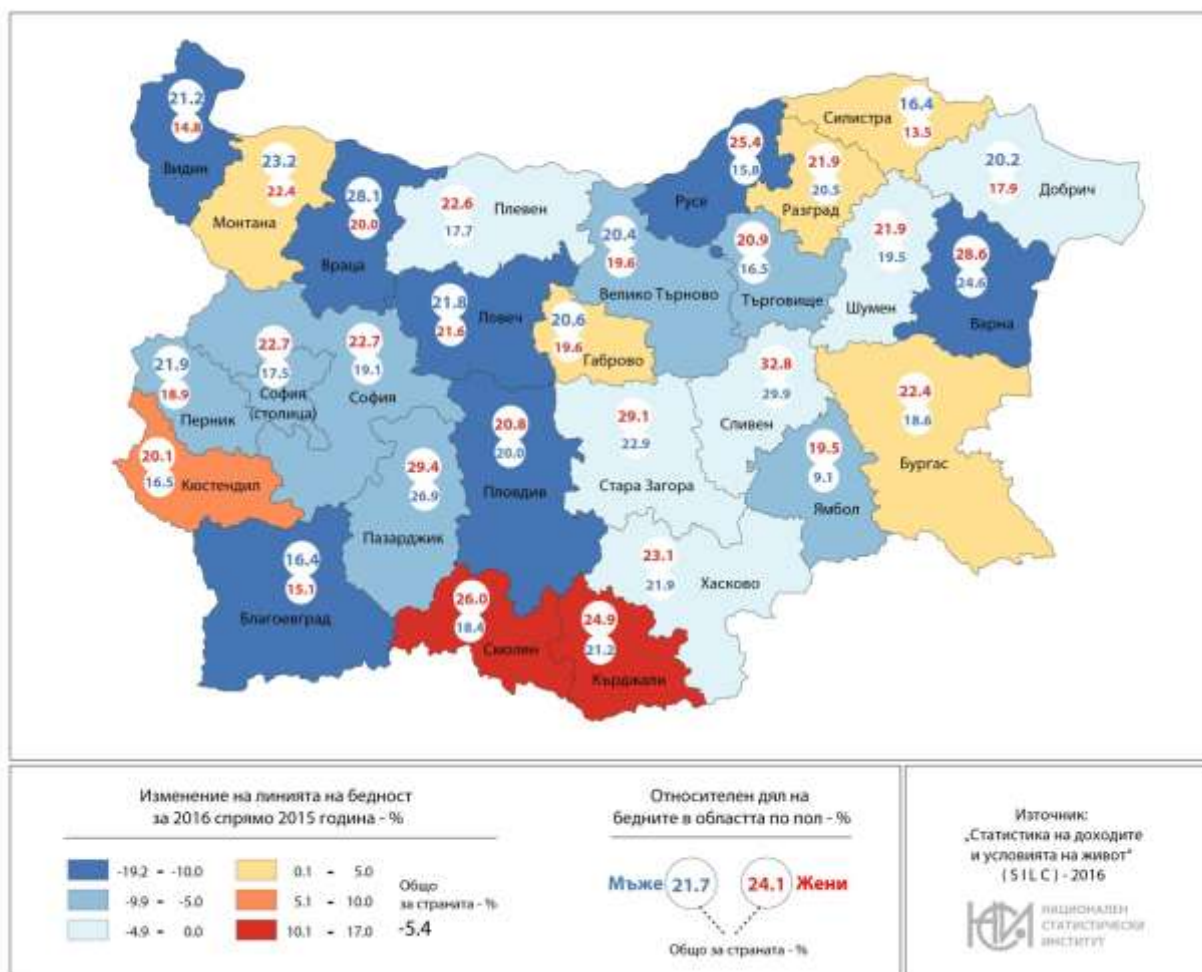 21.2
14.8
Видин
23.2
22.4
Монтана
28.1
20.0
Враца
22.6
17.7
Плевен
25.4
15.8
Русе
21.9
20.5
Разград
16.4
13.5
Силистра
20.2
17.9
Добрич
21.8
21.6
Ловеч
20.4
19.6
Велико Търново
20.9
16.5
Търговище
21.9
19.5
Шумен
28.6
24.6
Варна
20.6
19.6
Габрово
21.9
18.9
Перник
22.7
17.5
София
(столица)
22.7
19.1
София
32.8
29.9
Сливен
22.4
18.6
Бургас
20.1
16.5
Кюстендил
29.4
26.9
Пазарджик
20.8
20.0
Пловдив
29.1
22.9
Стара Загора
19.5
9.1
Ямбол
16.4
15.1
Благоевград
26.0
18.4
Смолян
24.9
21.2
Кърджали
23.1
21.9
Хасково
Изменение на линията на бедност
за 2016 спрямо 2015 година - %
-19.2 - -10.0
-9.9 - -5.0
-4.9 - 0.0
0.1 - 5.0
5.1 - 10.0
10.1 - 17.0
Общо
за страната - %
-5.4
Относителен дял на
бедните в областта по пол - %
Мъже 21.7 24.1 Жени
Общо за страната - %
Източник:
„Статистика на доходите
и условията на живот“
( S I L C ) - 2016
НСИ
НАЦИОНАЛЕН
СТАТИСТИЧЕСКИ
ИНСТИТУТ